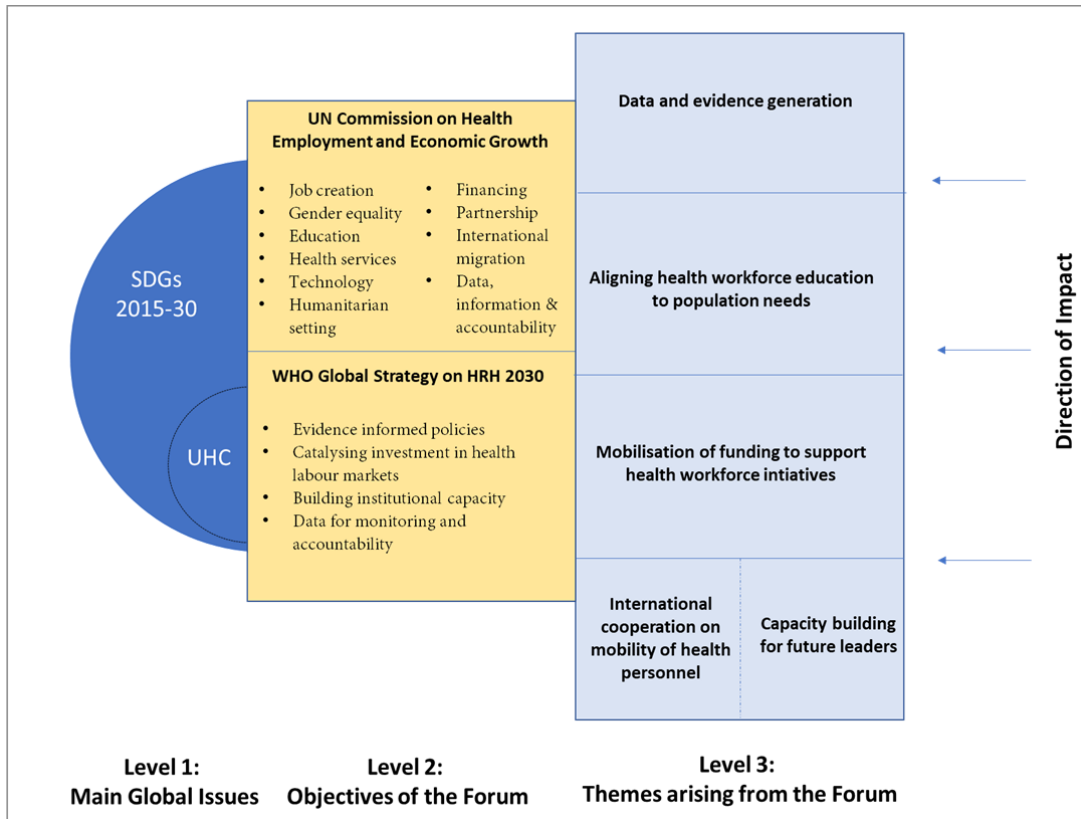 SDGs
2015-30
UHC
UN Commission on Health
Employment and Economic Growth
• Job creation
• Gender equality
• Education
• Health services
• Technology
• Humanitarian
setting
• Financing
• Partnership
• International
migration
• Data,
information &
accountability
WHO Global Strategy on HRH 2030
• Evidence informed policies
• Catalysing investment in health
labour markets
• Building institutional capacity
• Data for monitoring and
accountability
Data and evidence generation
Aligning health workforce education
to population needs
Mobilisation of funding to support
health workforce intiatives
International
cooperation on
mobility of health
personnel
Capacity building
for future leaders
Direction of Impact
Level 1:
Main Global Issues
Level 2:
Objectives of the Forum
Level 3:
Themes arising from the Forum